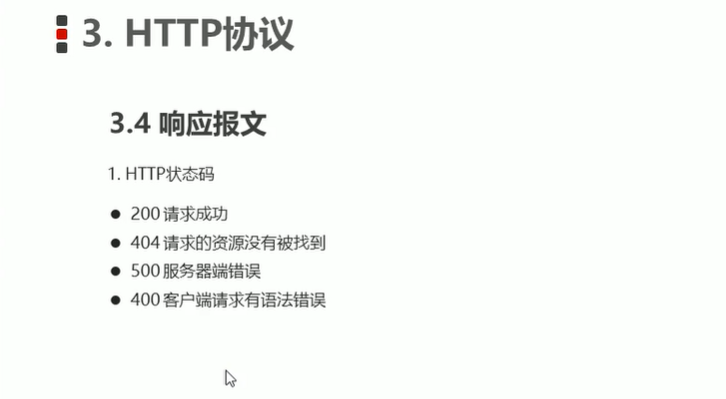 3. HTTP协议
3.4 响应报文
1. HTTP状态码
● 200 请求成功
● 404 请求的资源没有被找到
● 500 服务器端错误
● 400 客户端请求有语法错误